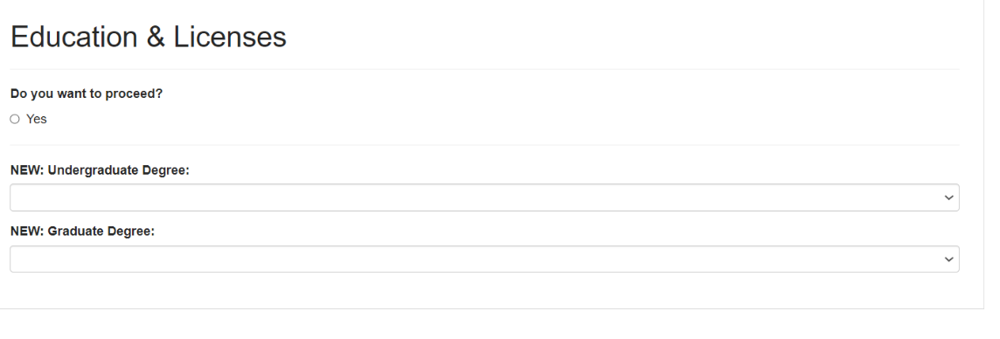 Education & Licenses
Do you want to proceed?
Yes
NEW: Undergraduate Degree:
NEW: Graduate Degree: